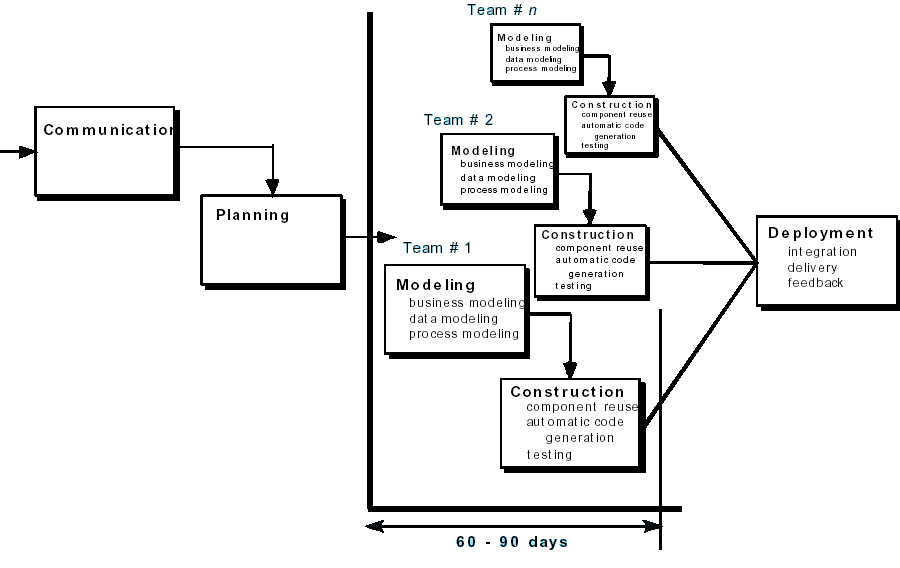 Team # n
Modeling
business modeling
data modeling
process modeling
Construction
component reuse
automatic code
generation
testing
Team # 2
Modeling
business modeling
data modeling
process modeling
Construction
component reuse
automatic code
generation
testing
Communication
Planning
Team # 1
Modeling
business modeling
data modeling
process modeling
Construction
component reuse
automatic code
generation
testing
Deployment
integration
delivery
feedback
60 - 90 days